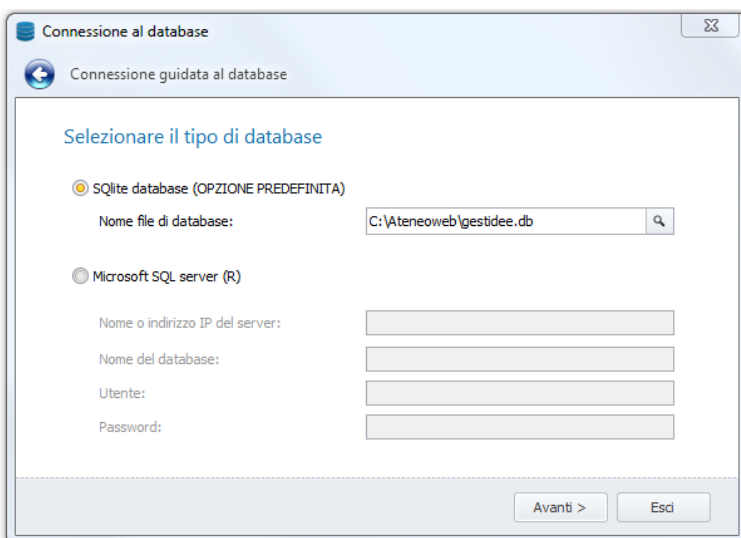 Connessione al database
Connessione guidata al database
Selezionare il tipo di database
SQlite database (OPZIONE PREDEFINITA)
Nome file di database: C:\Ateneoweb\gestidee.db
Microsoft SQL server (R)
Nome o indirizzo IP del server:
Nome del database:
Utente:
Password:
Avanti > Esci